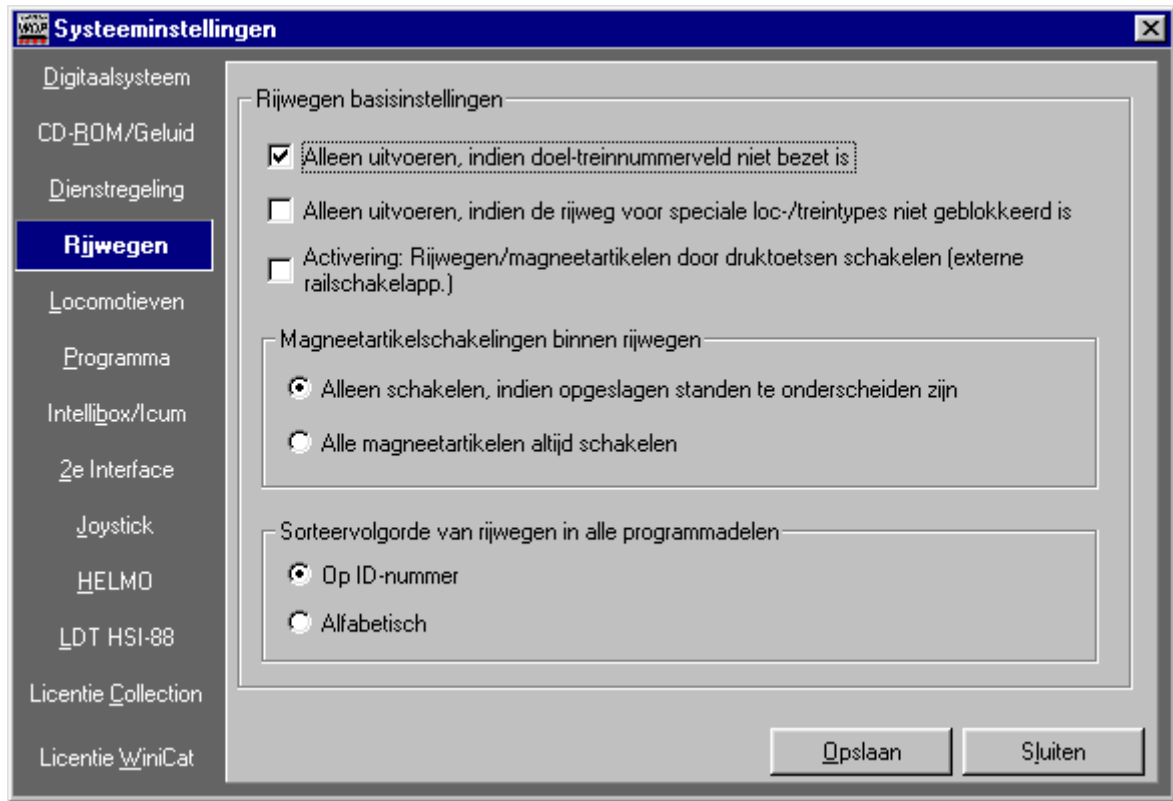 Systeeminstellingen
Digitaalsysteem
CD-ROM/Geluid
Dienstregeling
Rijwegen
Locomotieven
Programma
Intellibox/Icum
2e Interface
Joystick
HELMO
LDT HSI-88
Licentie Collection
Licentie WiniCat
Rijwegen basisinstellingen
Alleen uitvoeren, indien doel-treinnummerveld niet bezet is
Alleen uitvoeren, indien de rijweg voor speciale loc-/treintypes niet geblokkeerd is
Activering: Rijwegen/magneetartikelen door druktoetsen schakelen (externe
railschakelapp.)
Magneetartikelschakelingen binnen rijwegen
Alleen schakelen, indien opgeslagen standen te onderscheiden zijn
Alle magneetartikelen altijd schakelen
Sorteervolgorde van rijwegen in alle programmadelen
Op ID-nummer
Alfabetisch
Opslaan
Sluiten